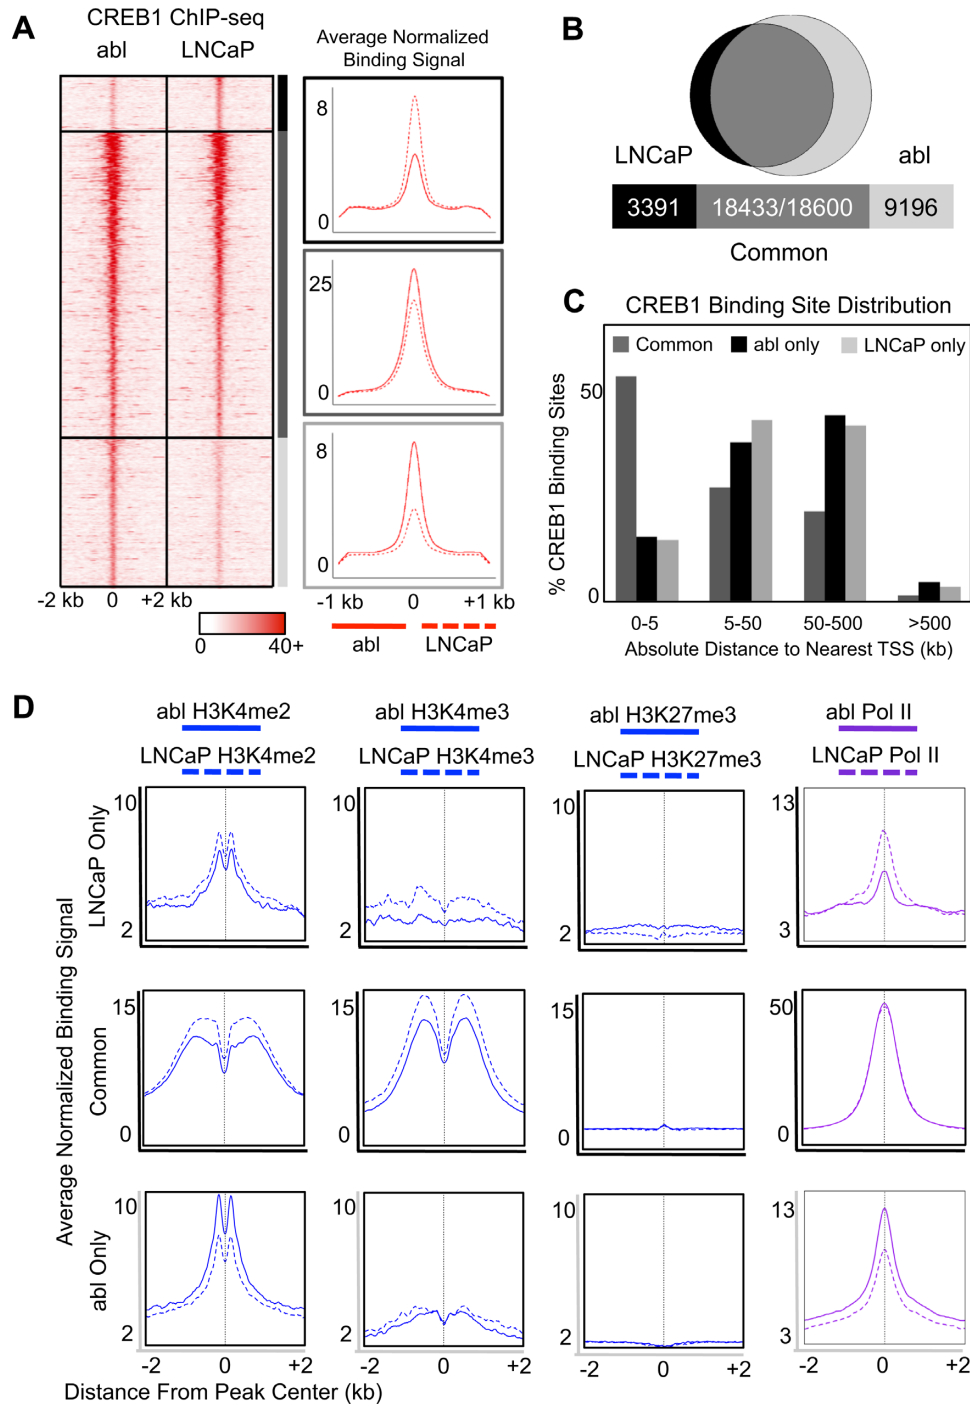 A
CREB1 ChIP-seq
abl LNCaP
Average Normalized
Binding Signal
8
0
25
0
8
0
-2 kb 0 +2 kb
-1 kb 0 +1 kb
0 40+
abl LNCaP
B
LNCaP abl
3391 18433/18600 9196
Common
C
CREB1 Binding Site Distribution
Common abl only LNCaP only
% CREB1 Binding Sites
50
0
0-5 5-50 50-500 >500
Absolute Distance to Nearest TSS (kb)
D
abl H3K4me2 abl H3K4me3 abl H3K27me3 abl Pol II
LNCaP H3K4me2 LNCaP H3K4me3 LNCaP H3K27me3 LNCaP Pol II
Average Normalized Binding Signal
LNCaP Only
10 10 10 13
2 2 2 3
Common
15 15 15 50
0 0 0 0
abl Only
10 10 10 13
2 2 2 3
-2 0 +2 -2 0 +2 -2 0 +2 -2 0 +2
Distance From Peak Center (kb)